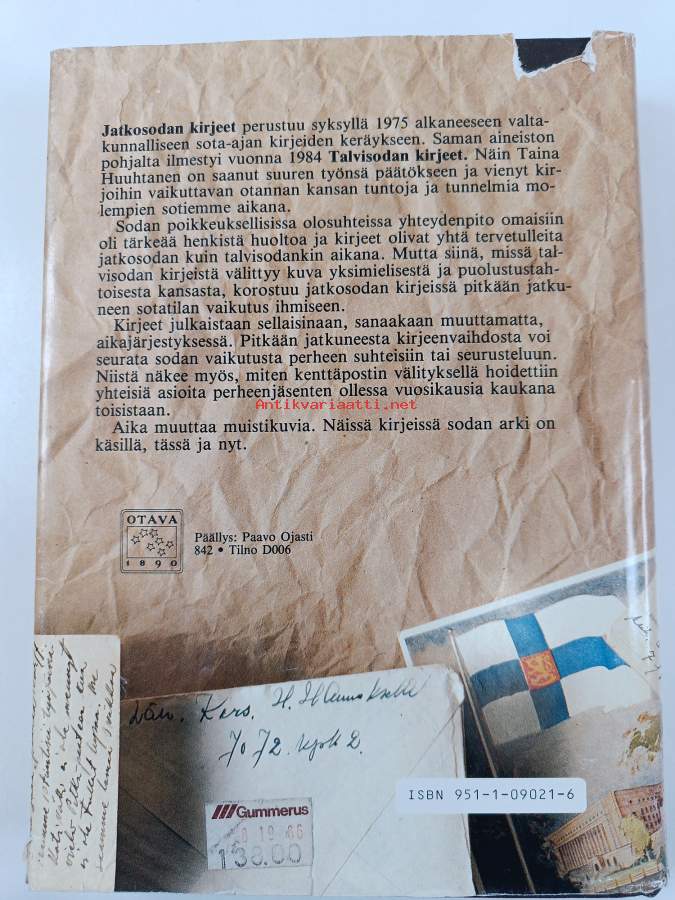 Jatkosodan kirjeet perustuu syksyllä 1975 alkaneeseen valta-
kunnalliseen sota-ajan kirjeiden keräykseen. Saman aineiston
pohjalta ilmestyi vuonna 1984 Talvisodan kirjeet. Näin Taina
Huuhtanen on saanut suuren työnsä päätökseen ja vienyt kir-
joihin vaikuttavan otannan kansan tuntoja ja tunnelmia mo-
lempien sotiemme aikana.
Sodan poikkeuksellisissa olosuhteissa yhteydenpito omaisiin
oli tärkeää henkistä huoltoa ja kirjeet olivat yhtä tervetulleita
jatkosodan kuin talvisodankin aikana. Mutta siinä, missä tal-
visodan kirjeistä välittyy kuva yksimielisestä ja puolustustah-
toisesta kansasta, korostuu jatkosodan kirjeissä pitkään jatku-
neen sotatilan vaikutus ihmiseen.
Kirjeet julkaistaan sellaisinaan, sanaakaan muuttamatta,
aikajärjestyksessä. Pitkään jatkuneesta kirjeenvaihdosta voi
seurata sodan vaikutusta perheen suhteisiin tai seurusteluun.
Niistä näkee myös, miten kenttäpostin välityksellä hoidettiin
yhteisiä asioita perheenjäsenten ollessa vuosikausia kaukana
toisistaan.
Antikvariaatti.net
Aika muuttaa muistikuvia. Näissä kirjeissä sodan arki on
käsillä, tässä ja nyt.
OTAVA
1890
Päällys: Paavo Ojasti
842 • Tilno D006
Kers. H.
7072
ISBN 951-1-09021-6
Gummerus
138.00